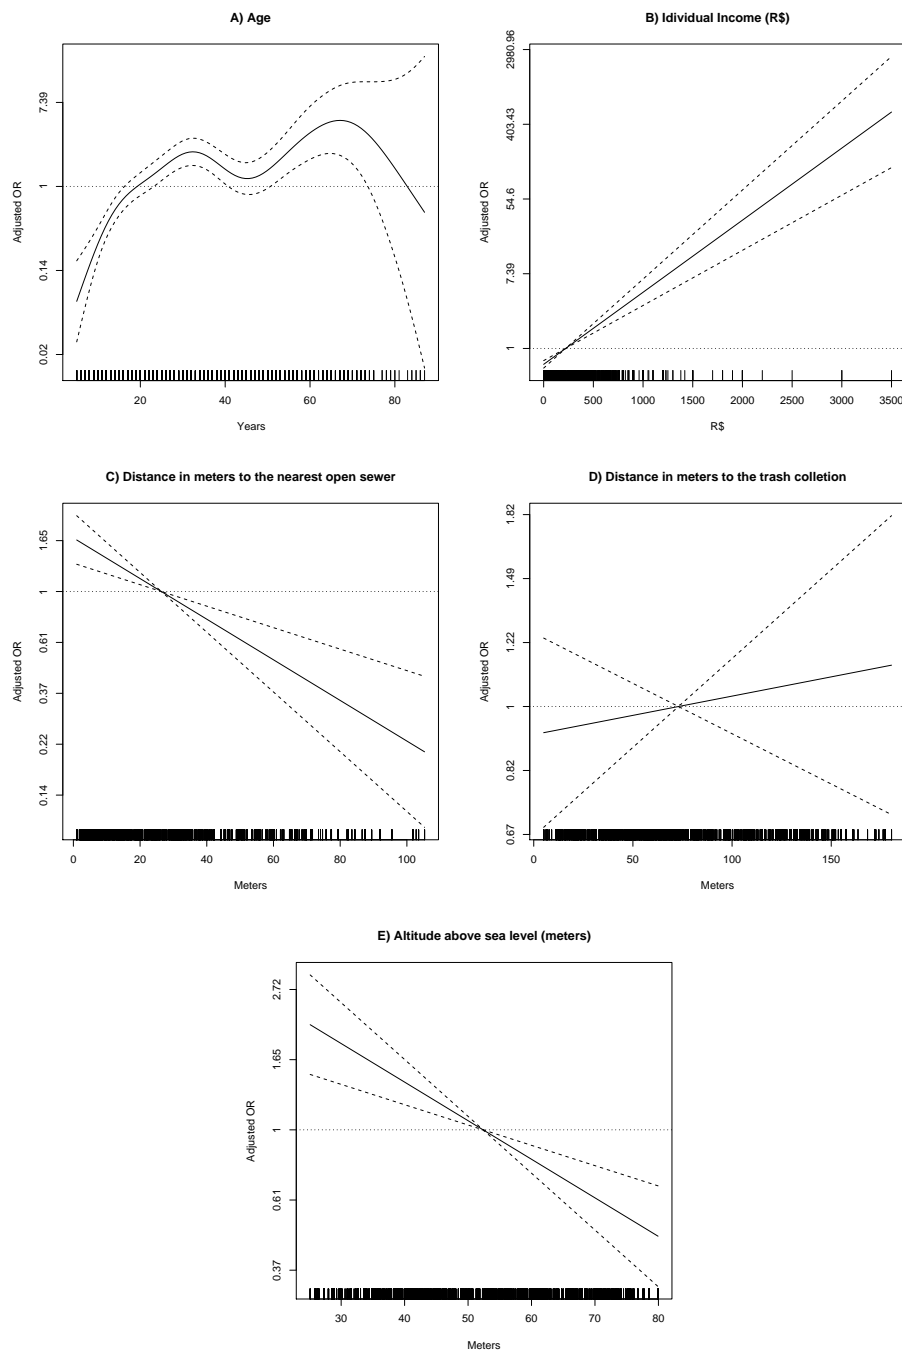 A) Age
7.39
1
0.14
0.02
Adjusted OR
20 40 60 80
Years
B) Idividual Income (R$)
2980.96
403.43
54.6
7.39
1
Adjusted OR
0 500 1000 1500 2000 2500 3000 3500
R$
C) Distance in meters to the nearest open sewer
1.65
1
0.61
0.37
0.22
0.14
Adjusted OR
0 20 40 60 80 100
Meters
D) Distance in meters to the trash colletion
1.82
1.49
1.22
1
0.82
0.67
Adjusted OR
0 50 100 150
Meters
E) Altitude above sea level (meters)
2.72
1.65
1
0.61
0.37
Adjusted OR
30 40 50 60 70 80
Meters